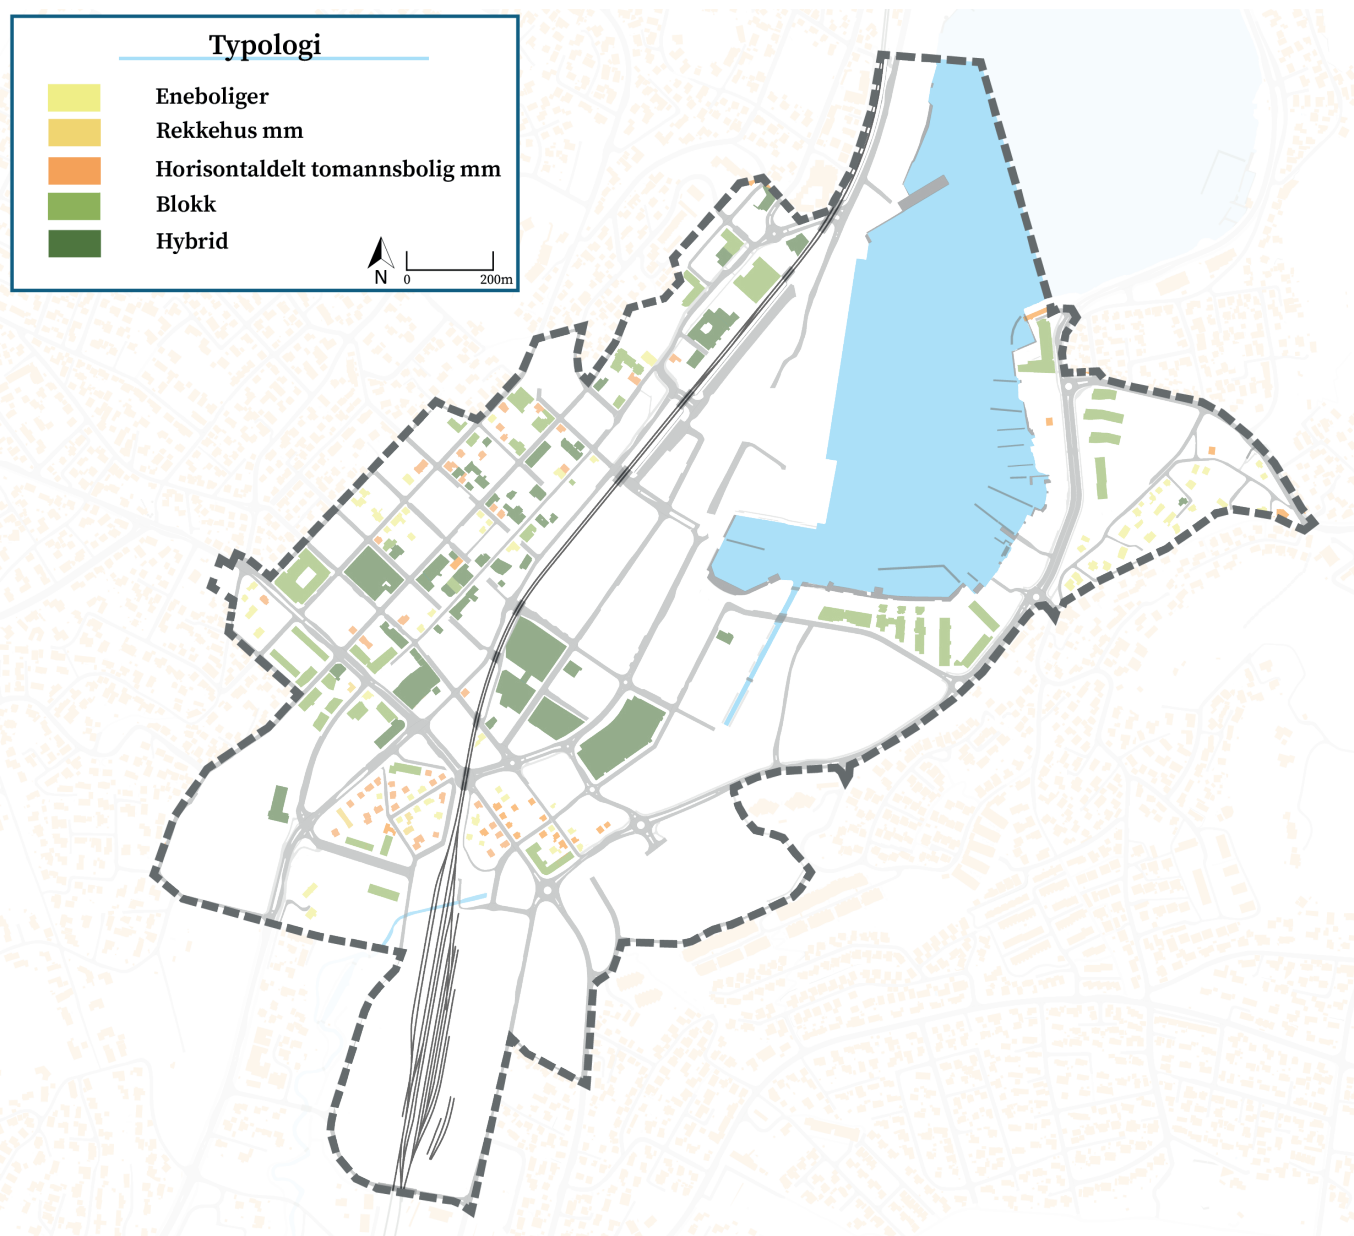 Typologi
Eneboliger
Rekkehus mm
Horisontaldelt tomannsbolig mm
Blokk
Hybrid
N
0 200m